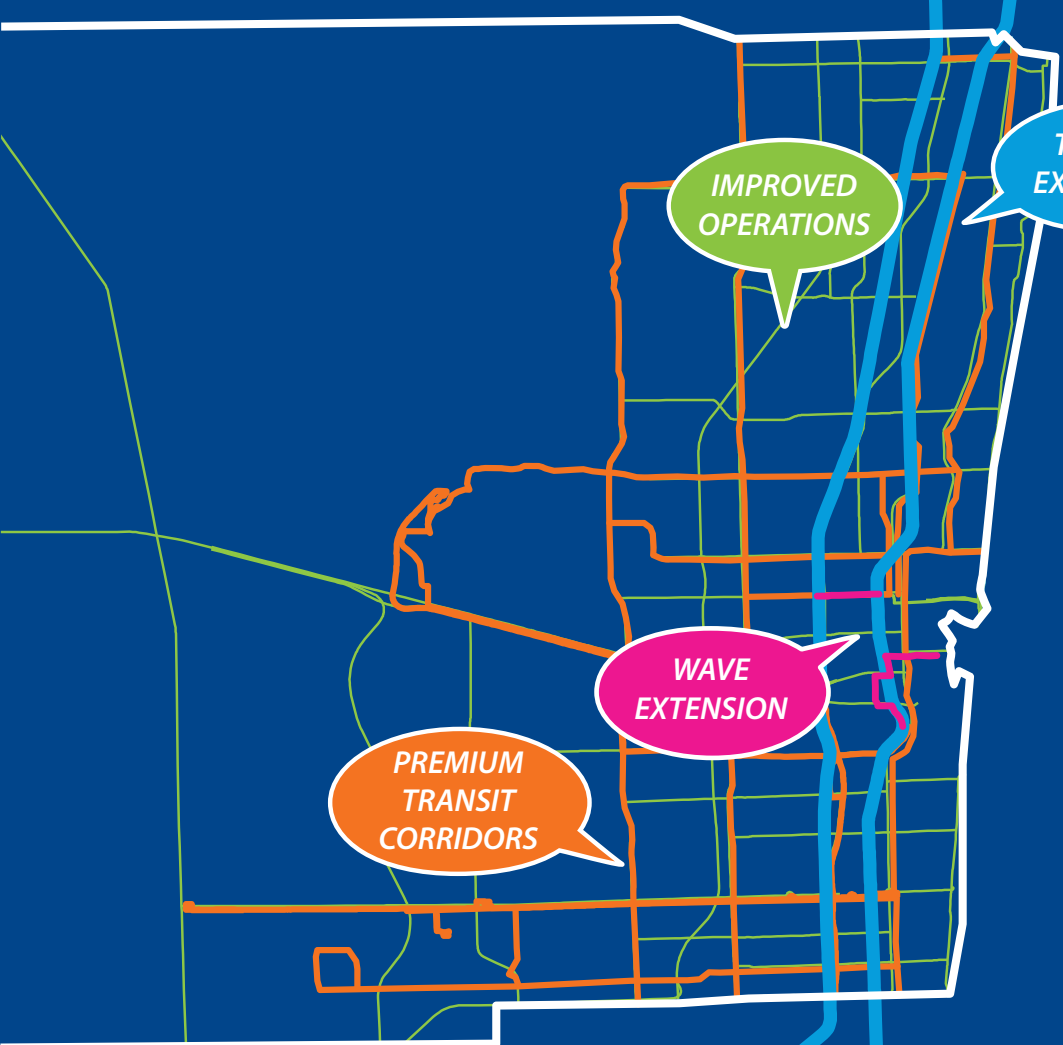 IMPROVED
OPERATIONS
WAVE
EXTENSION
PREMIUM
TRANSIT
CORRIDORS